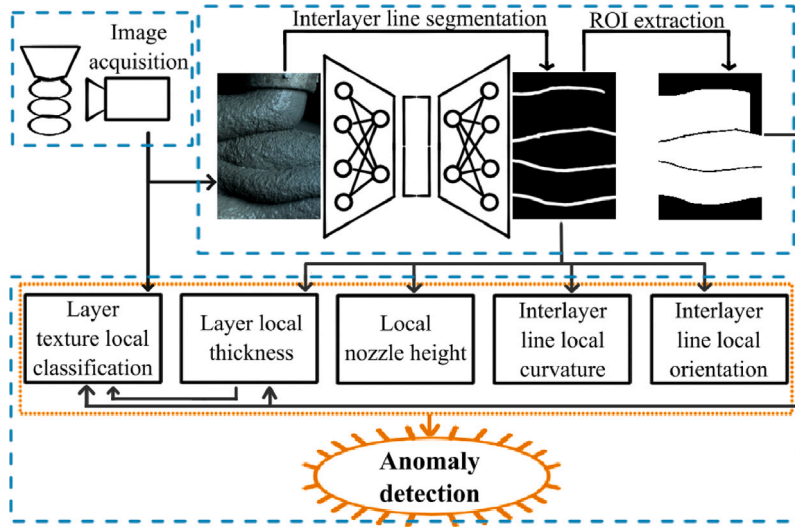 Interlayer line segmentation
ROI extraction
Image
acquisition
Layer
texture local
classification
Layer local
thickness
Local
nozzle height
Interlayer
line local
curvature
Interlayer
line local
orientation
Anomaly
detection